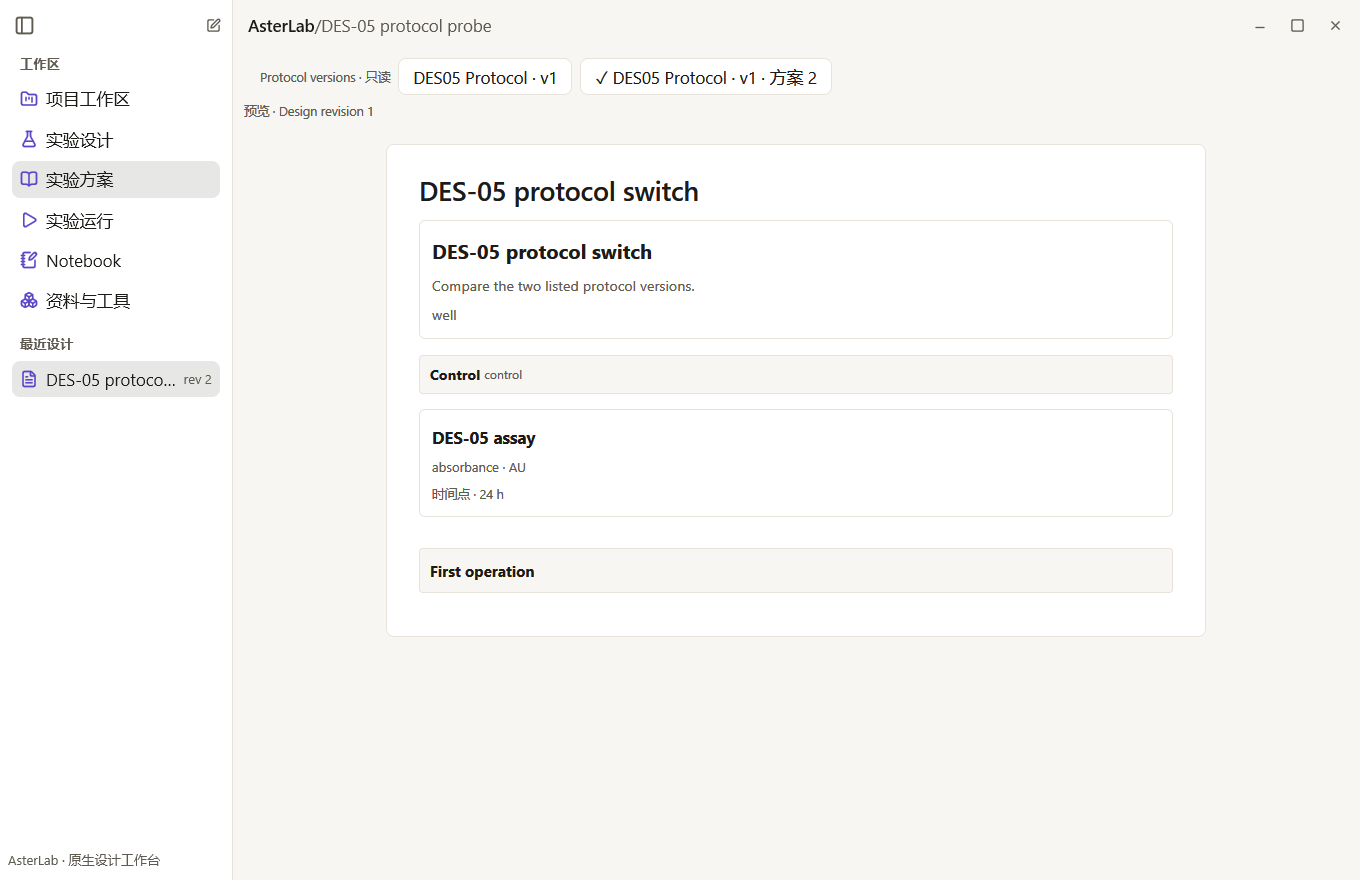 AsterLab/DES-05 protocol probe
工作区
项目工作区
实验设计
实验方案
实验运行
Notebook
资料与工具
最近设计
DES-05 protoco... rev 2
AsterLab · 原生设计工作台
Protocol versions · 只读
DES05 Protocol · v1
✓ DES05 Protocol · v1 · 方案 2
预览 · Design revision 1
DES-05 protocol switch
DES-05 protocol switch
Compare the two listed protocol versions.
well
Control control
DES-05 assay
absorbance · AU
时间点 · 24 h
First operation